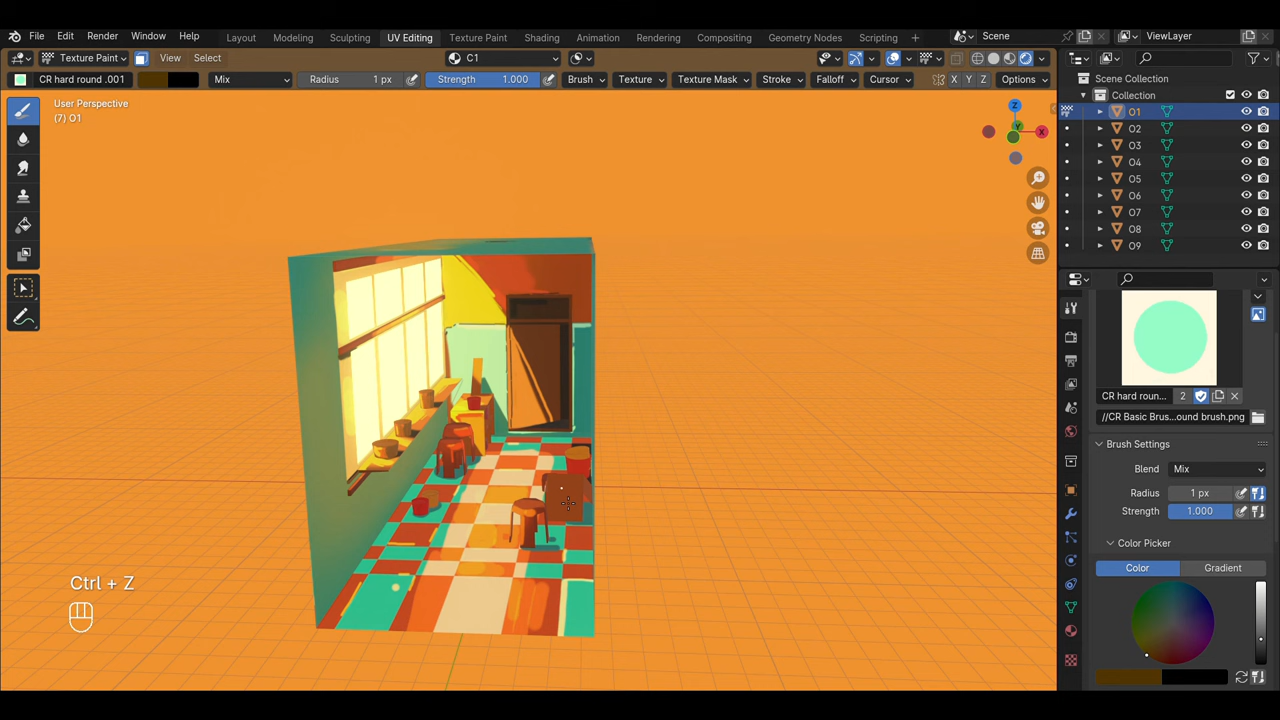 File Edit Render Window Help Layout Modeling Sculpting UV Editing Texture Paint Shading Animation Rendering Compositing Geometry Nodes Scripting + Scene ViewLayer
Texture Paint View Select C1
CR hard round .001 Mix Radius 1 px Strength 1.000 Brush Texture Texture Mask Stroke Falloff Cursor X Y Z Options
Scene Collection
Collection
User Perspective
(7) O1
Z
Y
X
O1
O2
O3
O4
O5
O6
O7
O8
O9
CR hard roun... 2
//CR Basic Brus...ound brush.png
Brush Settings
Blend Mix
Radius 1 px
Strength 1.000
Color Picker
Color Gradient
Ctrl + Z